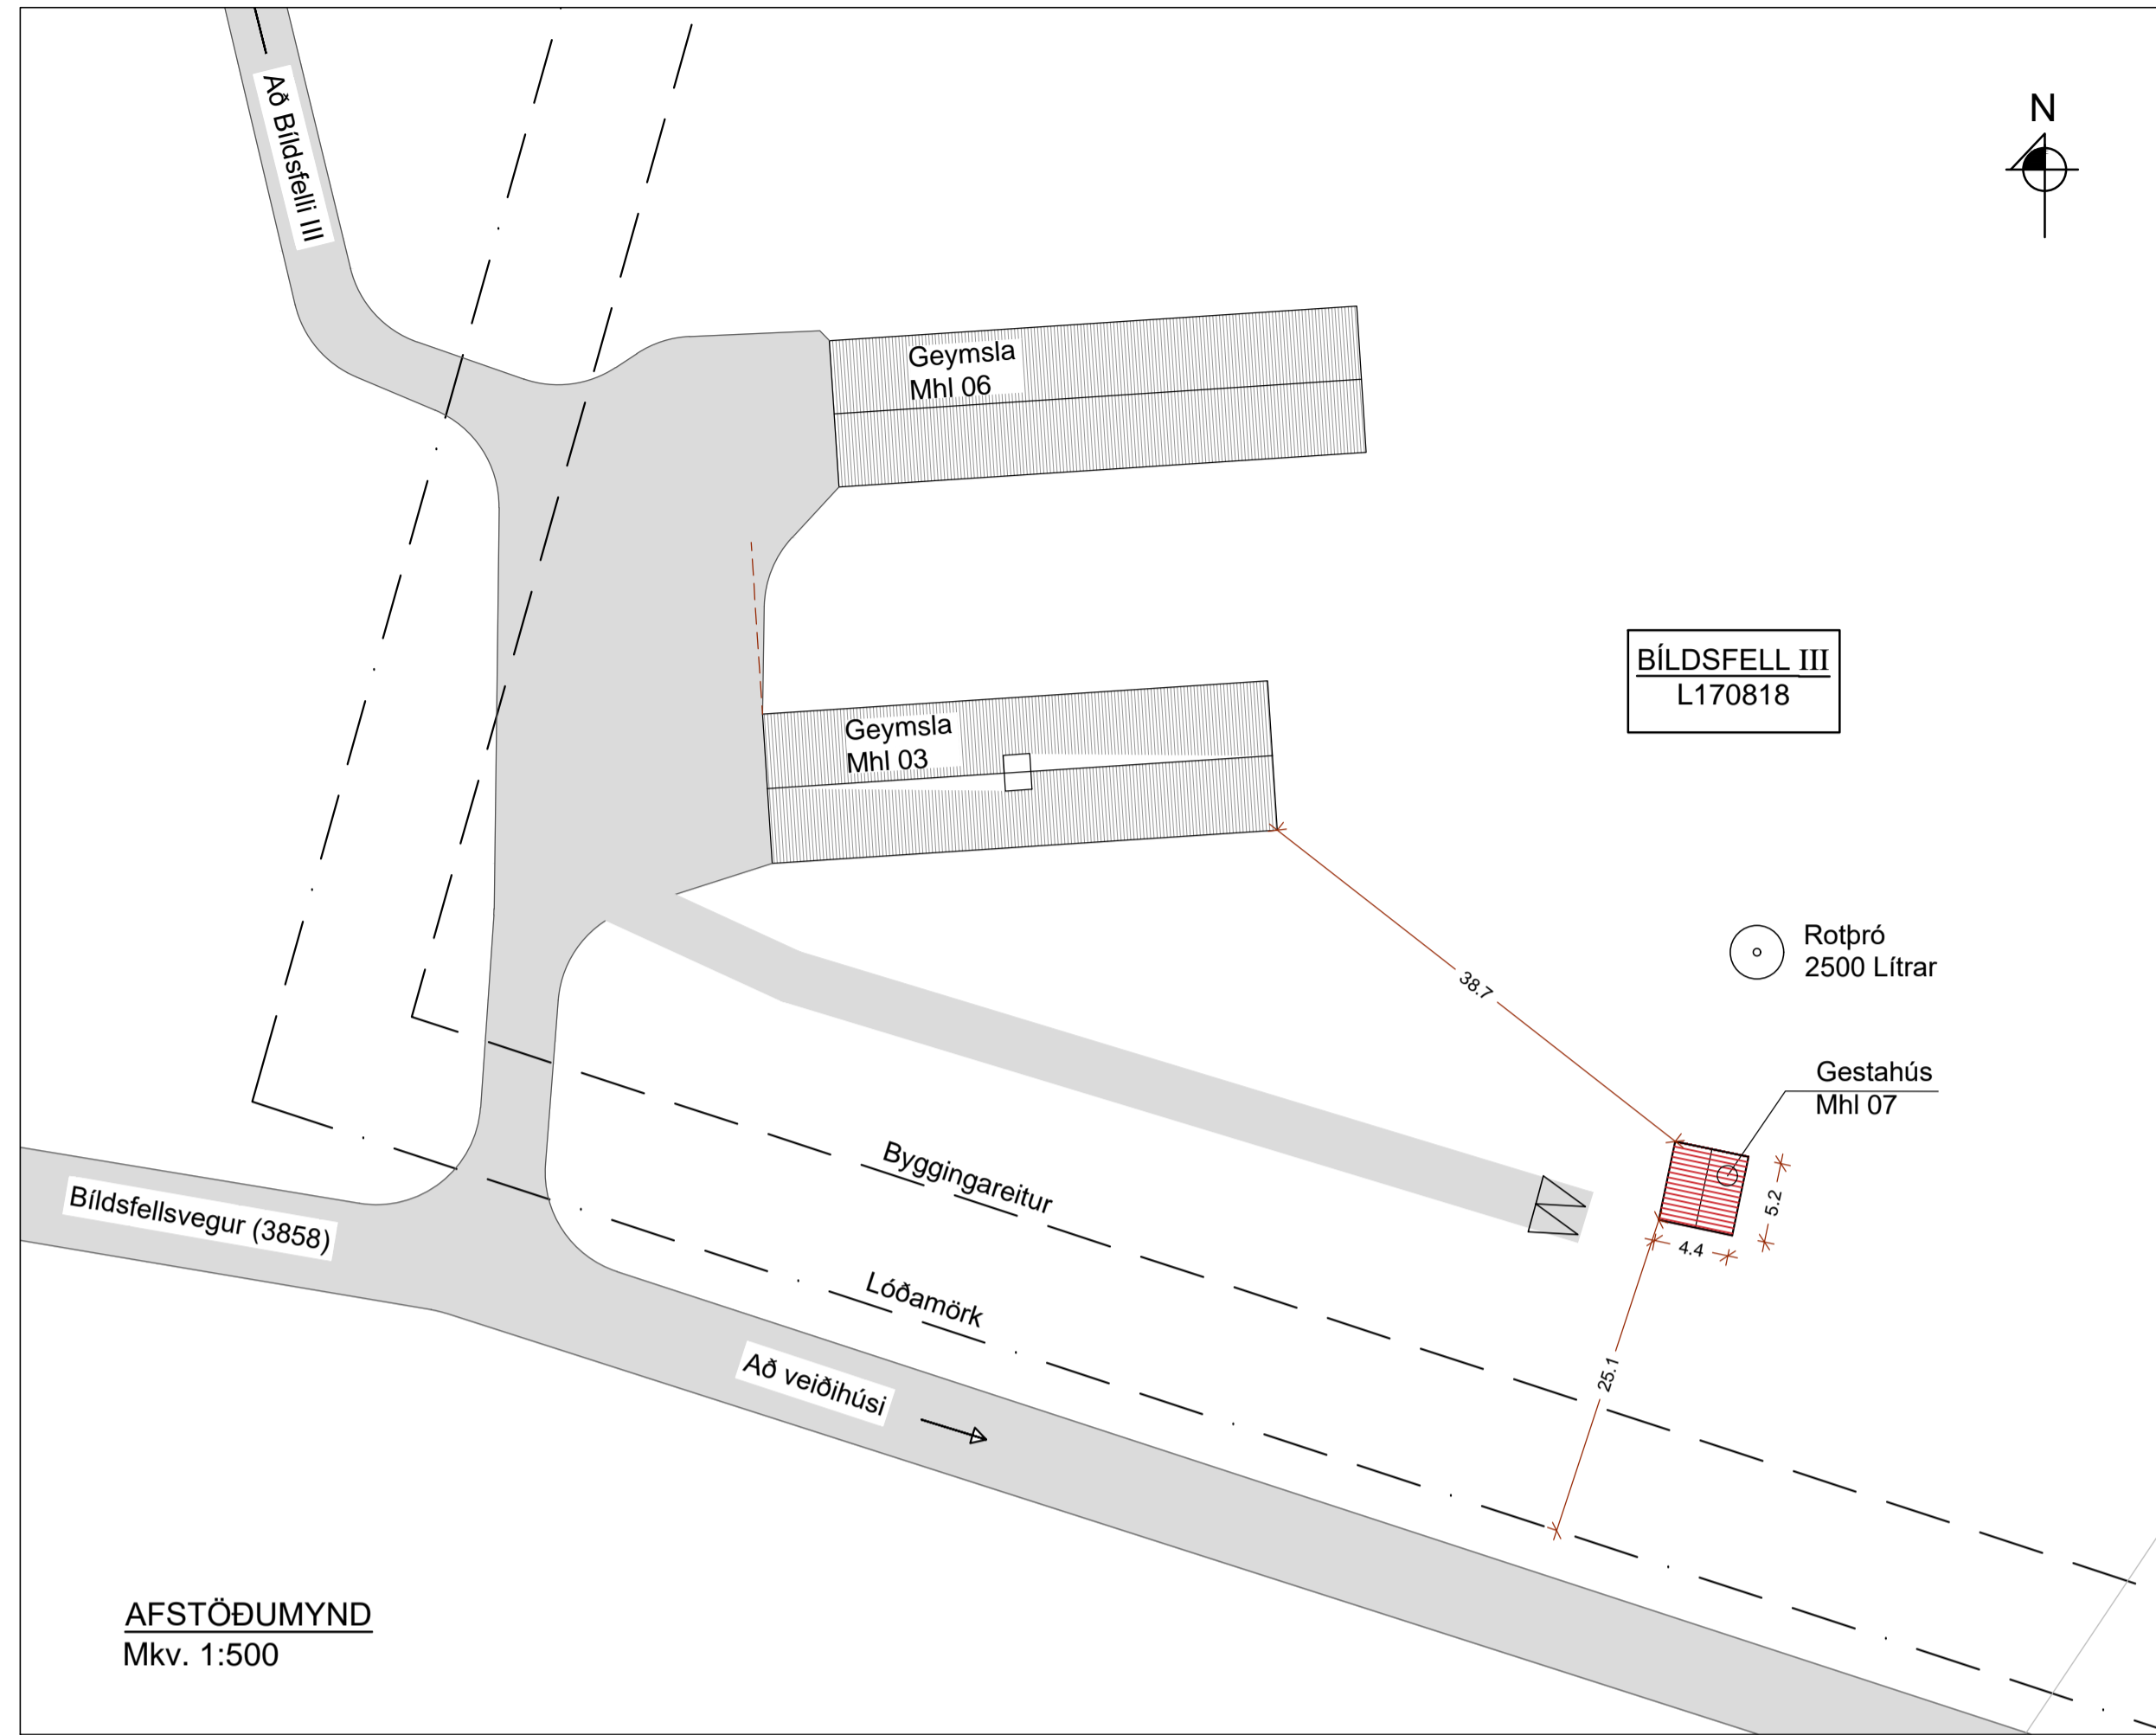 Að Bíldsfelli III
N
Geymsla
Mhl 06
BÍLDSFELL III
L170818
Geymsla
Mhl 03
Rotþró
2500 Lítrar
38.7
Gestahús
Mhl 07
5.2
4.4
Byggingareitur
Bíldsfellsvegur (3858)
Lóðamörk
25.1
Að veiðihúsi
AFSTÖÐUMYND
Mkv. 1:500